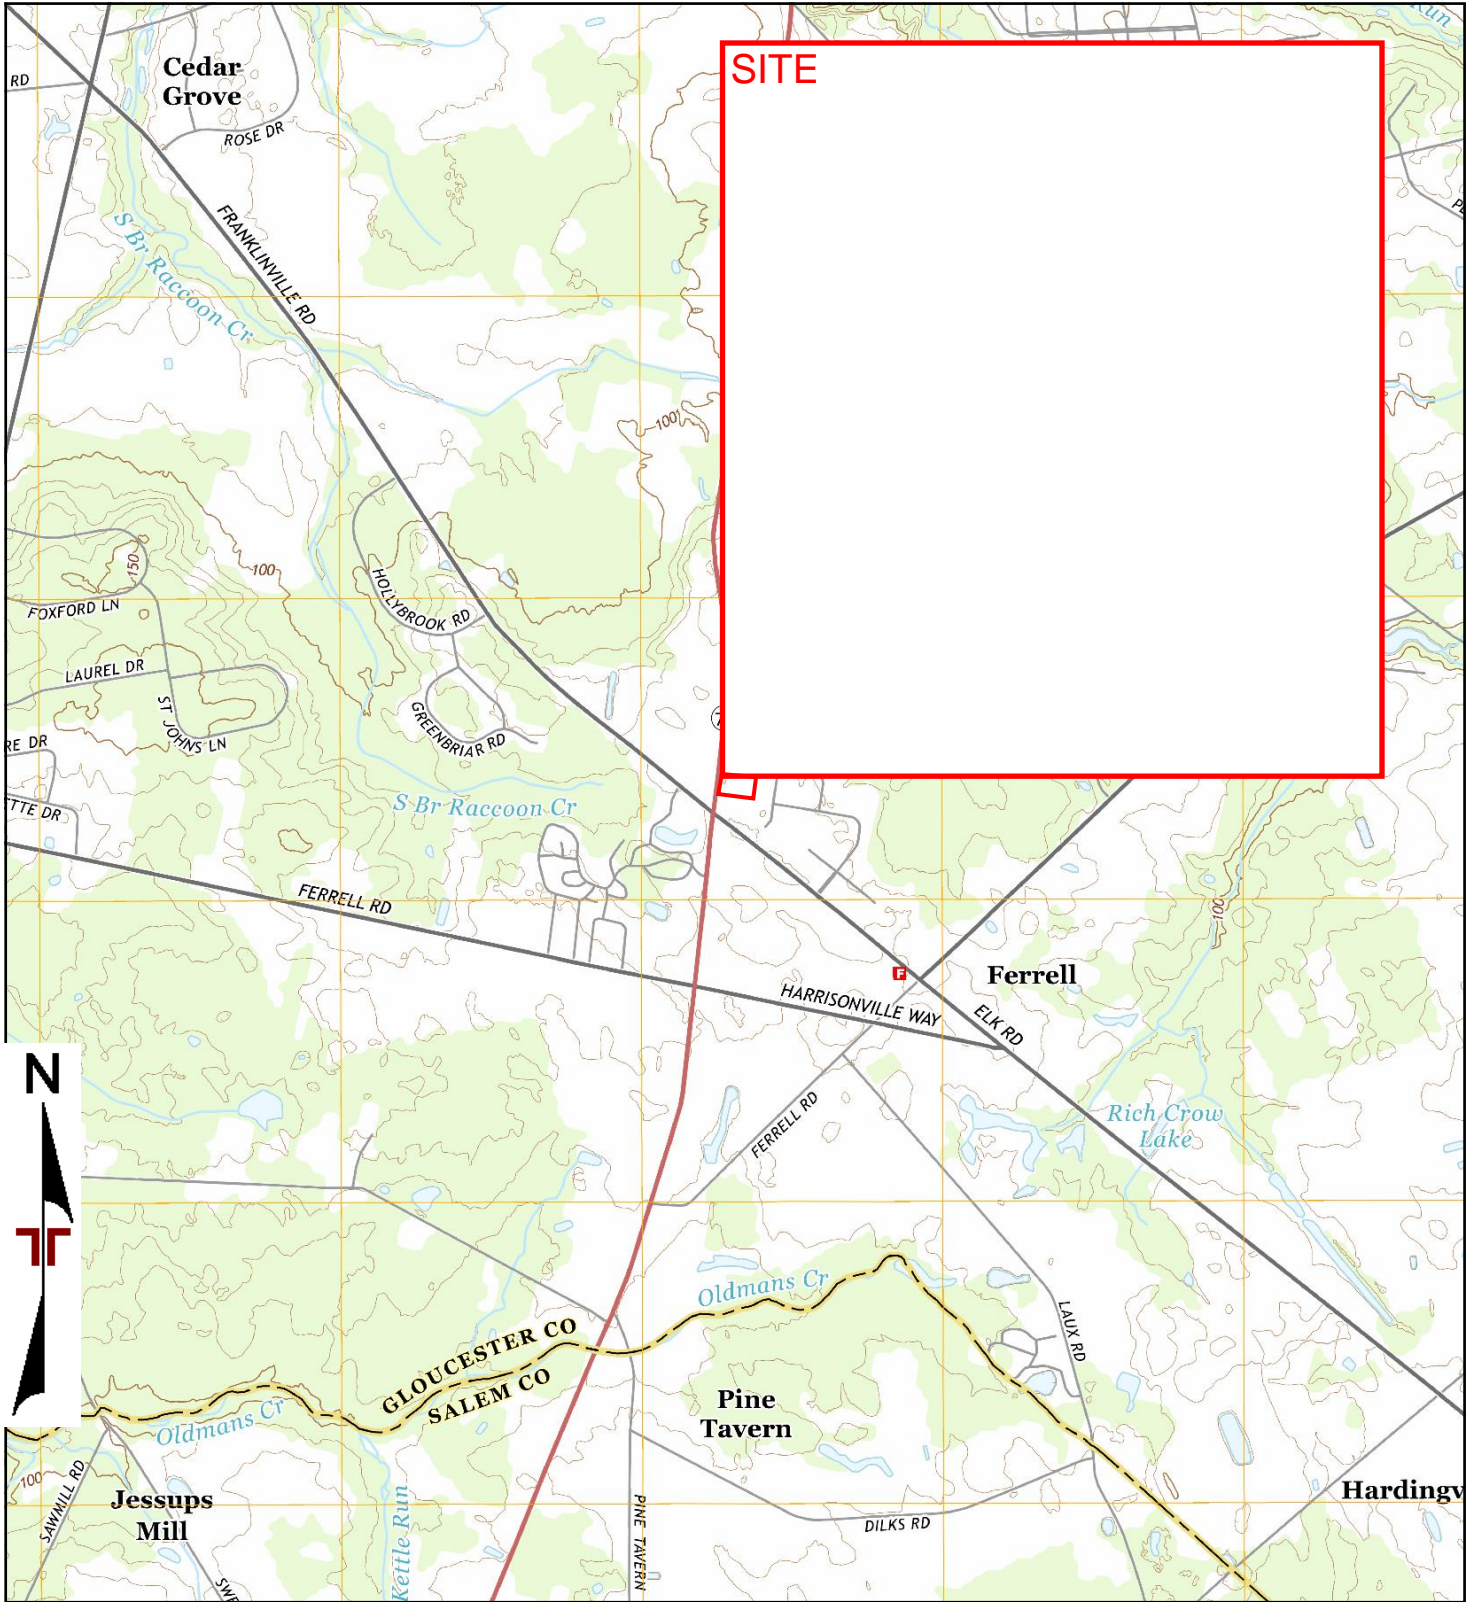 Run
SITE
Cedar
Grove
RD
ROSE DR
FRANKLINVILLE RD
S Br Raccoon Cr
100
100
150
FOXFORD LN
HOLLYBROOK RD
LAUREL DR
ST JOHNS LN
GREENBRIAR RD
RE DR
TTE DR
S Br Raccoon Cr
FERRELL RD
100
F
Ferrell
HARRISONVILLE WAY
ELK RD
N
FERRELL RD
Rich Crow
Lake
Oldmans Cr
LAUX RD
GLOUCESTER CO
SALEM CO
Pine
Tavern
Oldmans Cr
100
SAWMILL RD
Jessups
Mill
Kettle Run
PINE TAVERN
DILKS RD
Hardingv